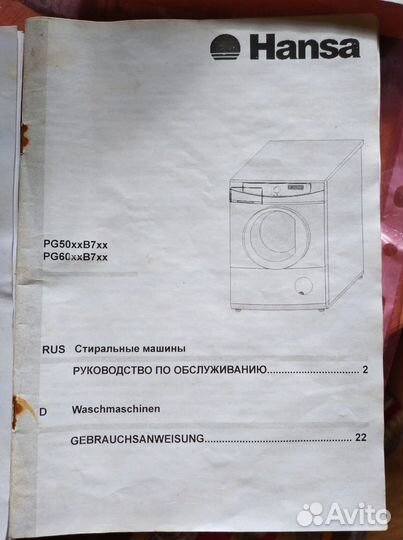 Hansa
PG50xxB7xx
PG60xxB7xx
RUS Стиральные машины
РУКОВОДСТВО ПО ОБСЛУЖИВАНИЮ................................ 2
D Waschmaschinen
GEBRAUCHSANWEISUNG.................................................... 22
Avito